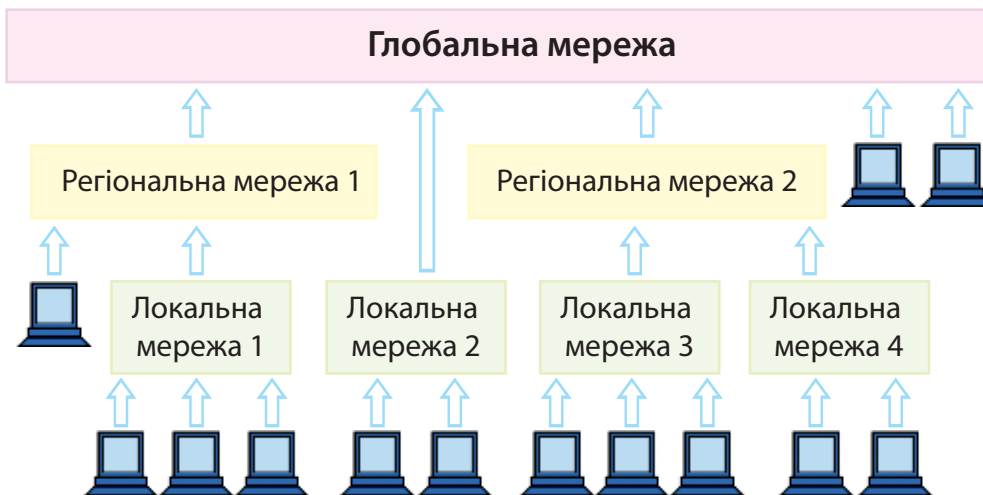 Глобальна мережа
Регіональна мережа 1
Регіональна мережа 2
Локальна
мережа 1
Локальна
мережа 2
Локальна
мережа 3
Локальна
мережа 4